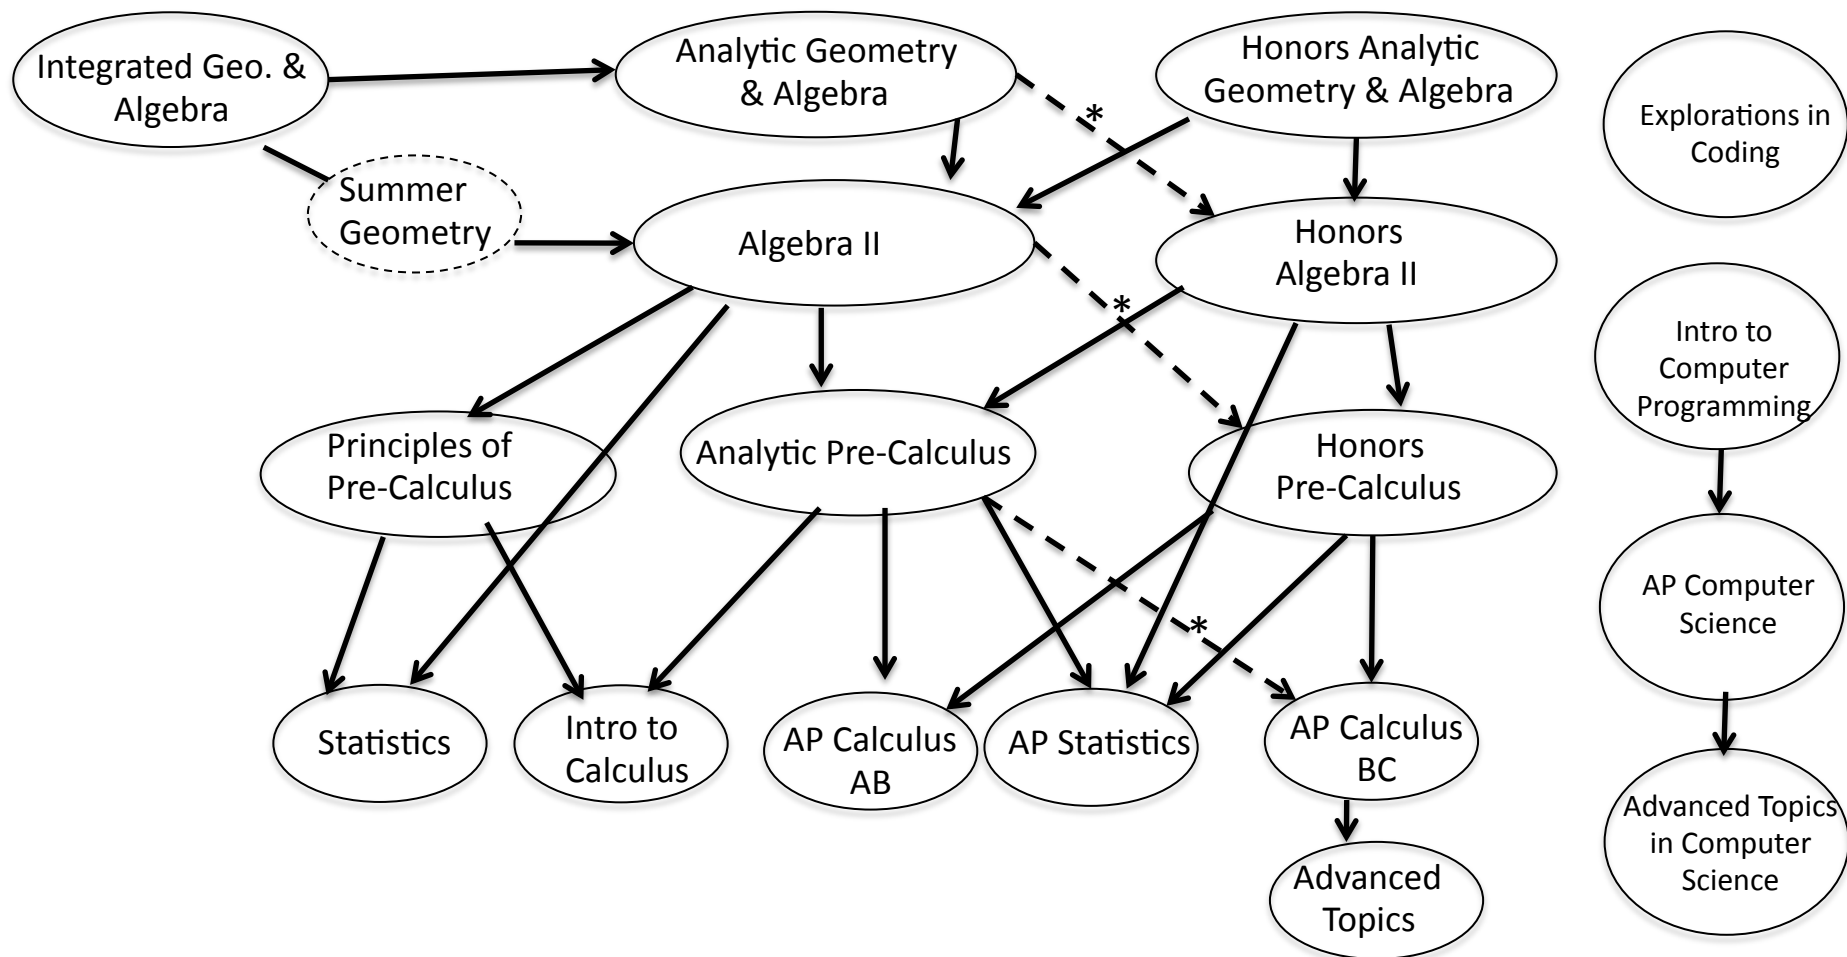 Integrated Geo. &
Algebra
Analytic Geometry
& Algebra
*
Honors Analytic
Geometry & Algebra
Explorations in
Coding
Summer
Geometry
Algebra II
Honors
Algebra II
*
Intro to
Computer
Programming
Principles of
Pre-Calculus
Analytic Pre-Calculus
Honors
Pre-Calculus
AP Computer
Science
*
Statistics
Intro to
Calculus
AP Calculus
AB
AP Statistics
AP Calculus
BC
Advanced Topics
in Computer
Science
Advanced
Topics